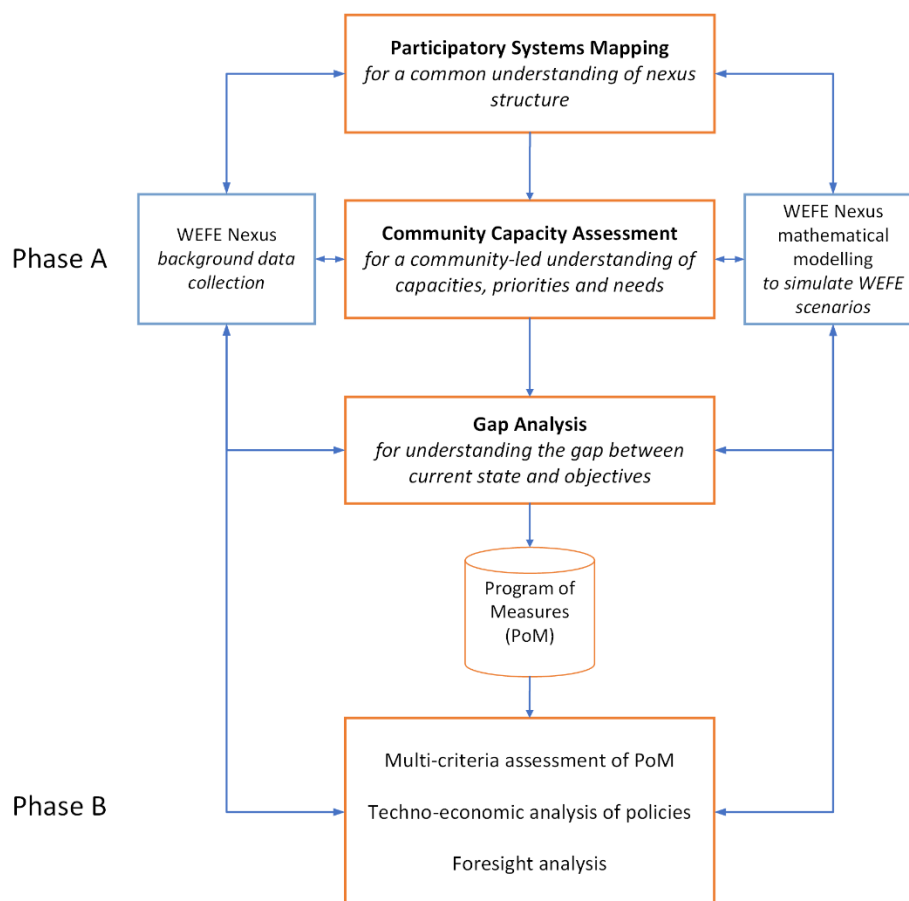 Participatory Systems Mapping
for a common understanding of nexus
structure
Phase A
WEFE Nexus
background data
collection
Community Capacity Assessment
for a community-led understanding of
capacities, priorities and needs
WEFE Nexus
mathematical
modelling
to simulate WEFE
scenarios
Gap Analysis
for understanding the gap between
current state and objectives
Program of
Measures
(PoM)
Phase B
Multi-criteria assessment of PoM
Techno-economic analysis of policies
Foresight analysis